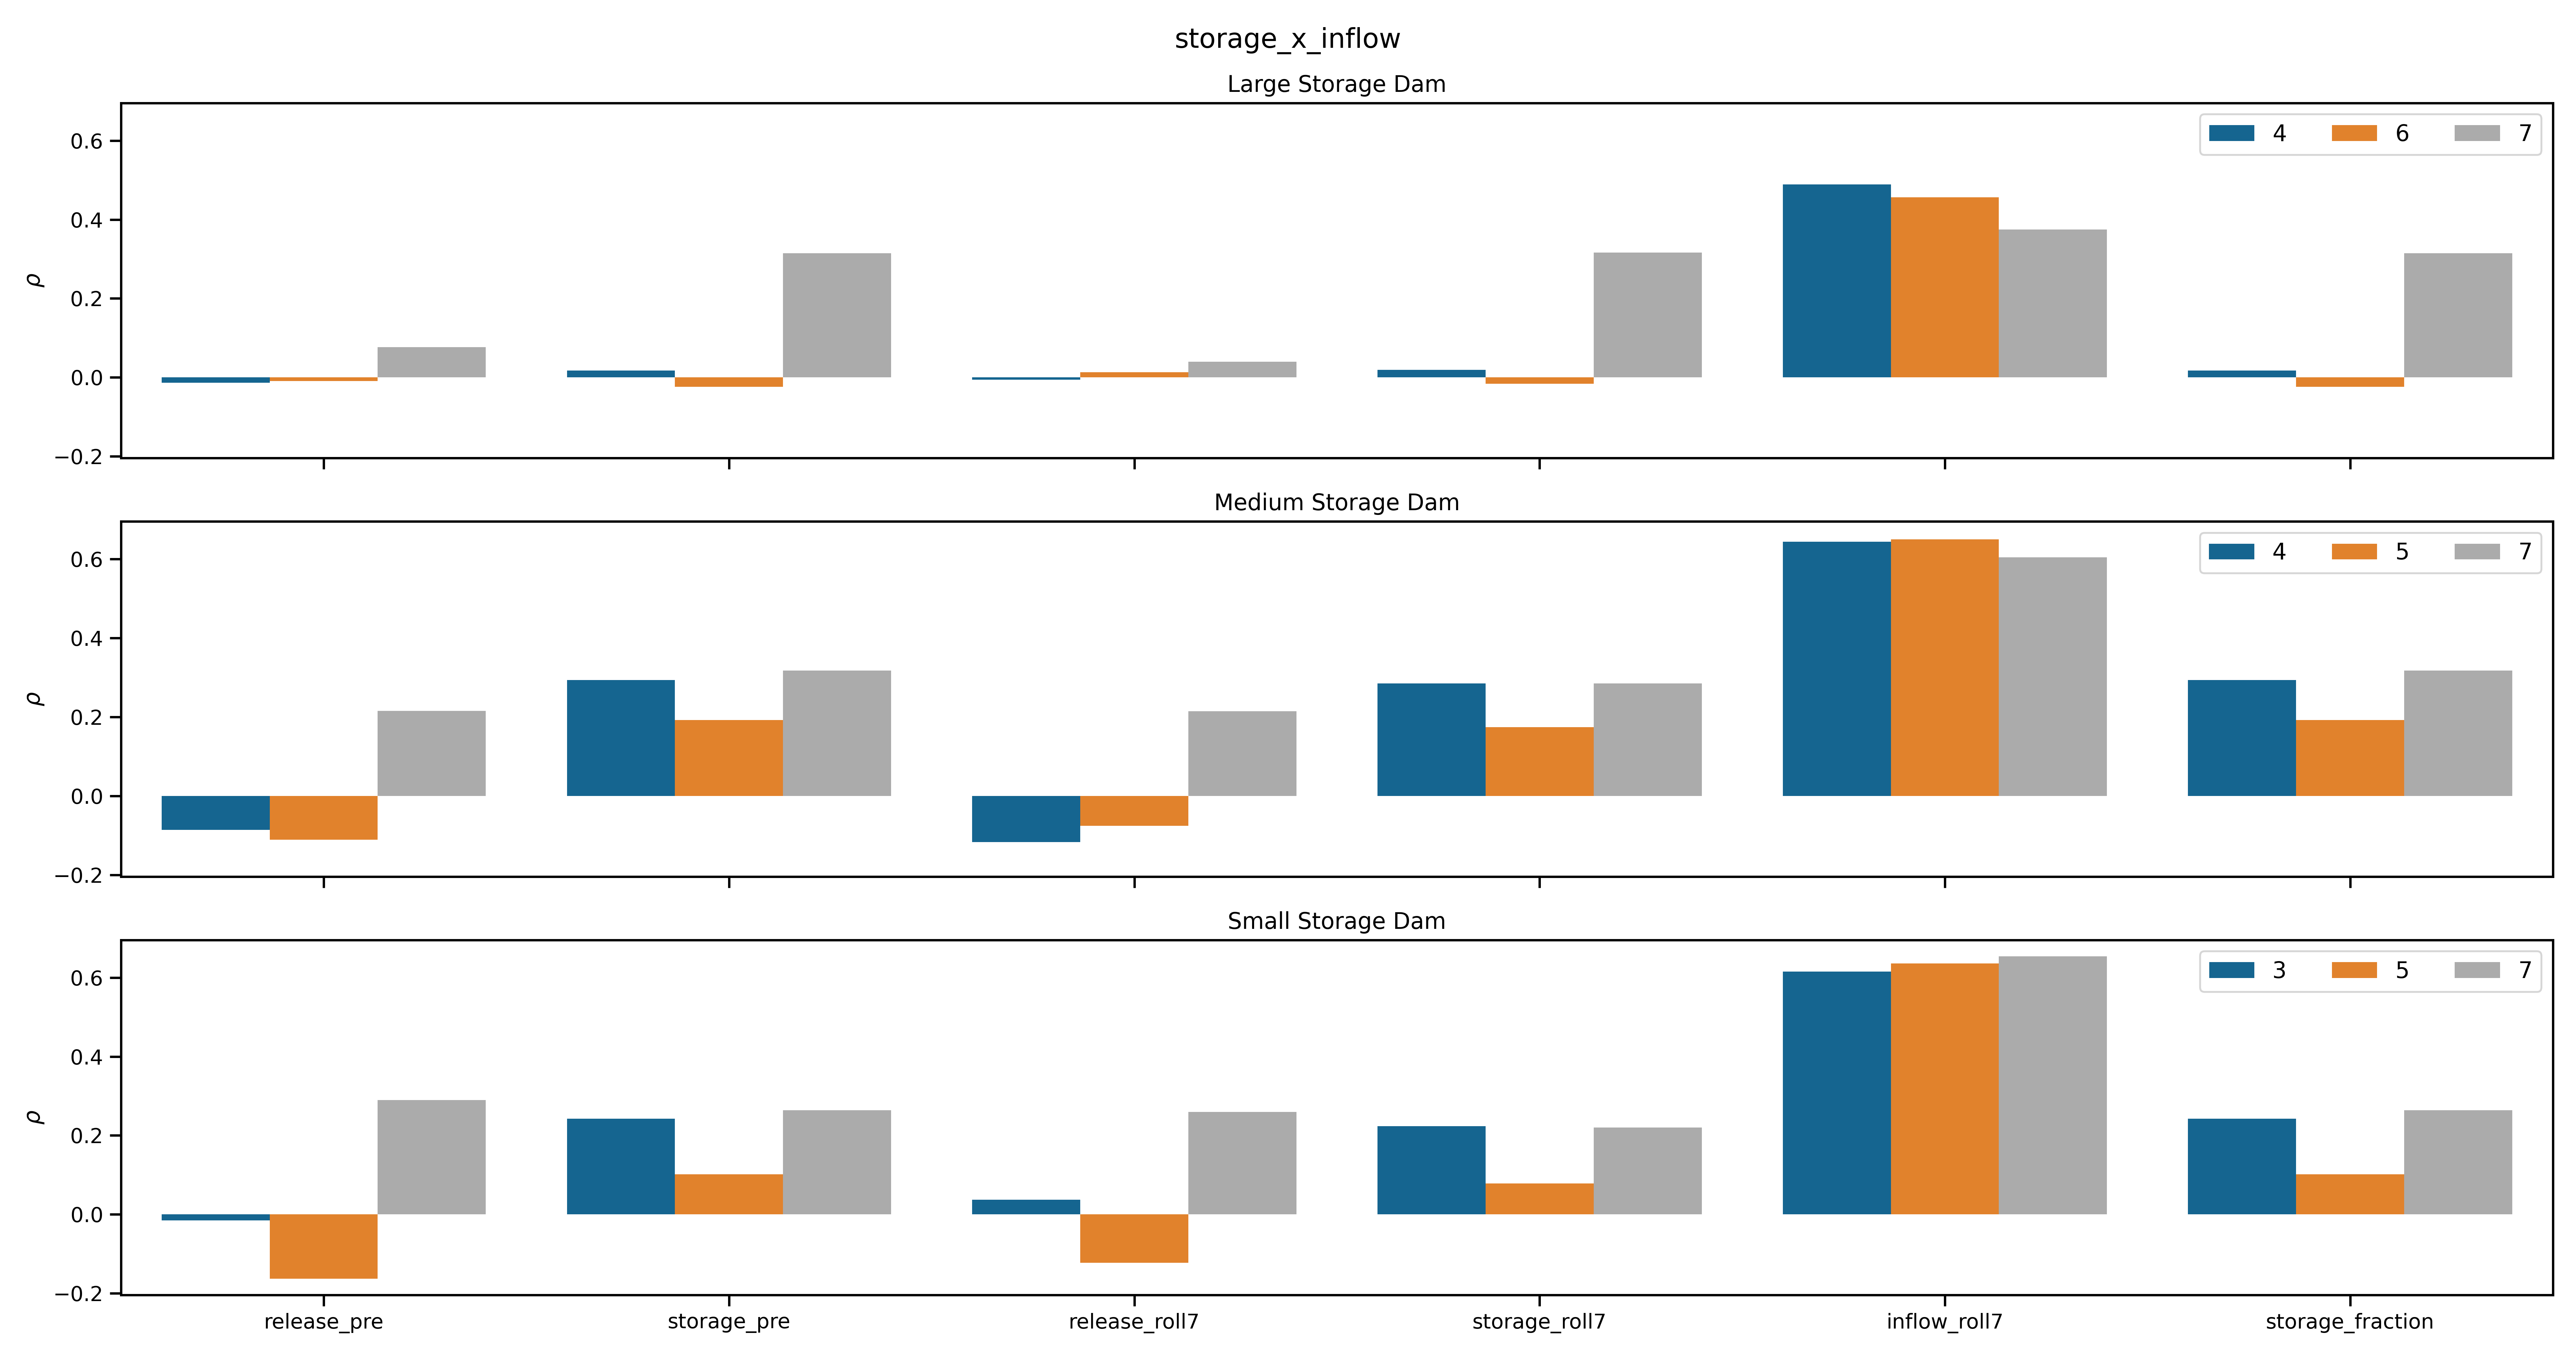 storage_x_inflow
Large Storage Dam
0.6
0.4
0.2
0.0
−0.2
ρ
4 6 7
Medium Storage Dam
0.6
0.4
0.2
0.0
−0.2
ρ
4 5 7
Small Storage Dam
0.6
0.4
0.2
0.0
−0.2
ρ
3 5 7
release_pre storage_pre release_roll7 storage_roll7 inflow_roll7 storage_fraction